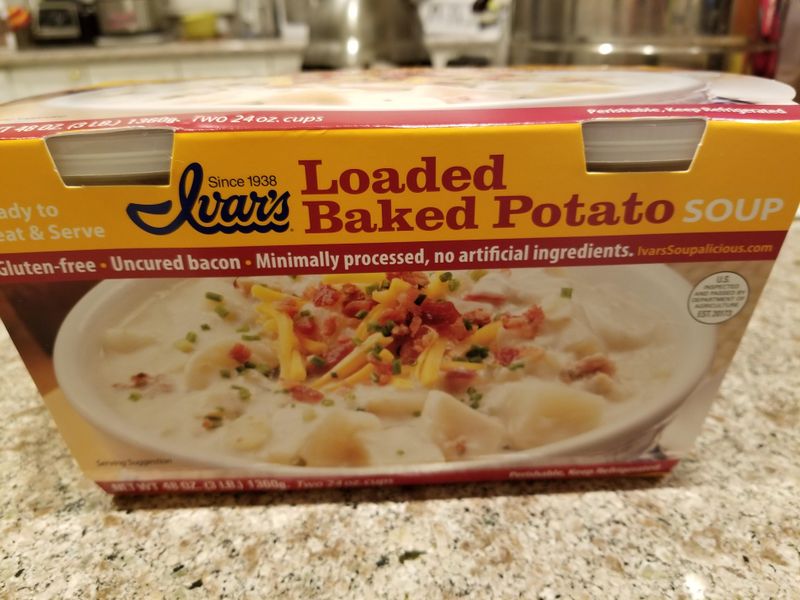 48 OZ. (3 LB.) 1360g. Two 24 oz. cups
Perishable, Keep Refrigerated
Since 1938
Ivar's
Loaded
Baked Potato SOUP
ady to
eat & Serve
Gluten-free • Uncured bacon • Minimally processed, no artificial ingredients. IvarsSoupalicious.com
U.S.
INSPECTED
AND PASSED BY
DEPARTMENT OF
AGRICULTURE
EST. 20173
Serving Suggestion
NET WT 48 OZ. (3 LB.) 1360g. Two 24 oz. cups
Perishable, Keep Refrigerated